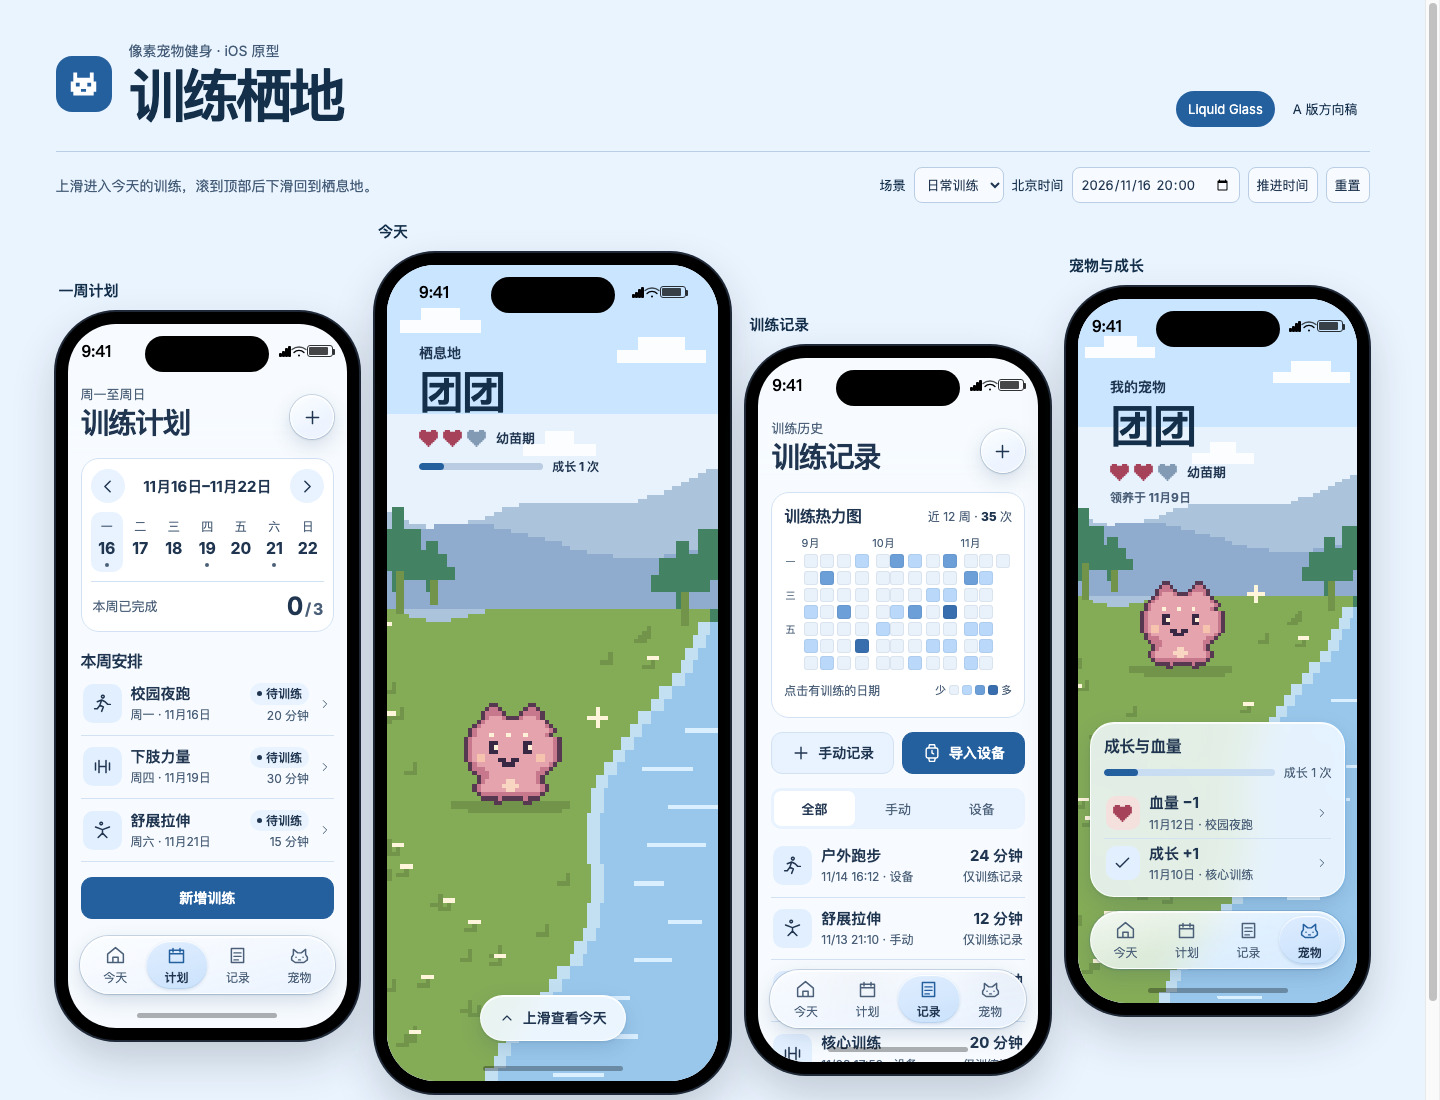 像素宠物健身 · iOS 原型
训练栖地
Liquid Glass
A 版方向稿
上滑进入今天的训练，滚到顶部后下滑回到栖息地。
场景
日常训练
北京时间
2026/11/16 20:00
推进时间
重置
一周计划
9:41
周一至周日
训练计划
11月16日–11月22日
一 二 三 四 五 六 日
16 17 18 19 20 21 22
本周已完成
0/3
本周安排
校园夜跑
待训练
周一 · 11月16日
20 分钟
下肢力量
待训练
周四 · 11月19日
30 分钟
舒展拉伸
待训练
周六 · 11月21日
15 分钟
新增训练
今天 计划 记录 宠物
今天
9:41
栖息地
团团
幼苗期
成长 1 次
上滑查看今天
训练记录
9:41
训练历史
训练记录
训练热力图
近 12 周 · 35 次
9月 10月 11月
一
三
五
点击有训练的日期
少 多
手动记录
导入设备
全部 手动 设备
户外跑步
24 分钟
11/14 16:12 · 设备
仅训练记录
舒展拉伸
12 分钟
11/13 21:10 · 手动
仅训练记录
今天 计划 记录 宠物
核心训练
20 分钟
宠物与成长
9:41
我的宠物
团团
幼苗期
领养于 11月9日
成长与血量
成长 1 次
血量 −1
11月12日 · 校园夜跑
成长 +1
11月10日 · 核心训练
今天 计划 记录 宠物